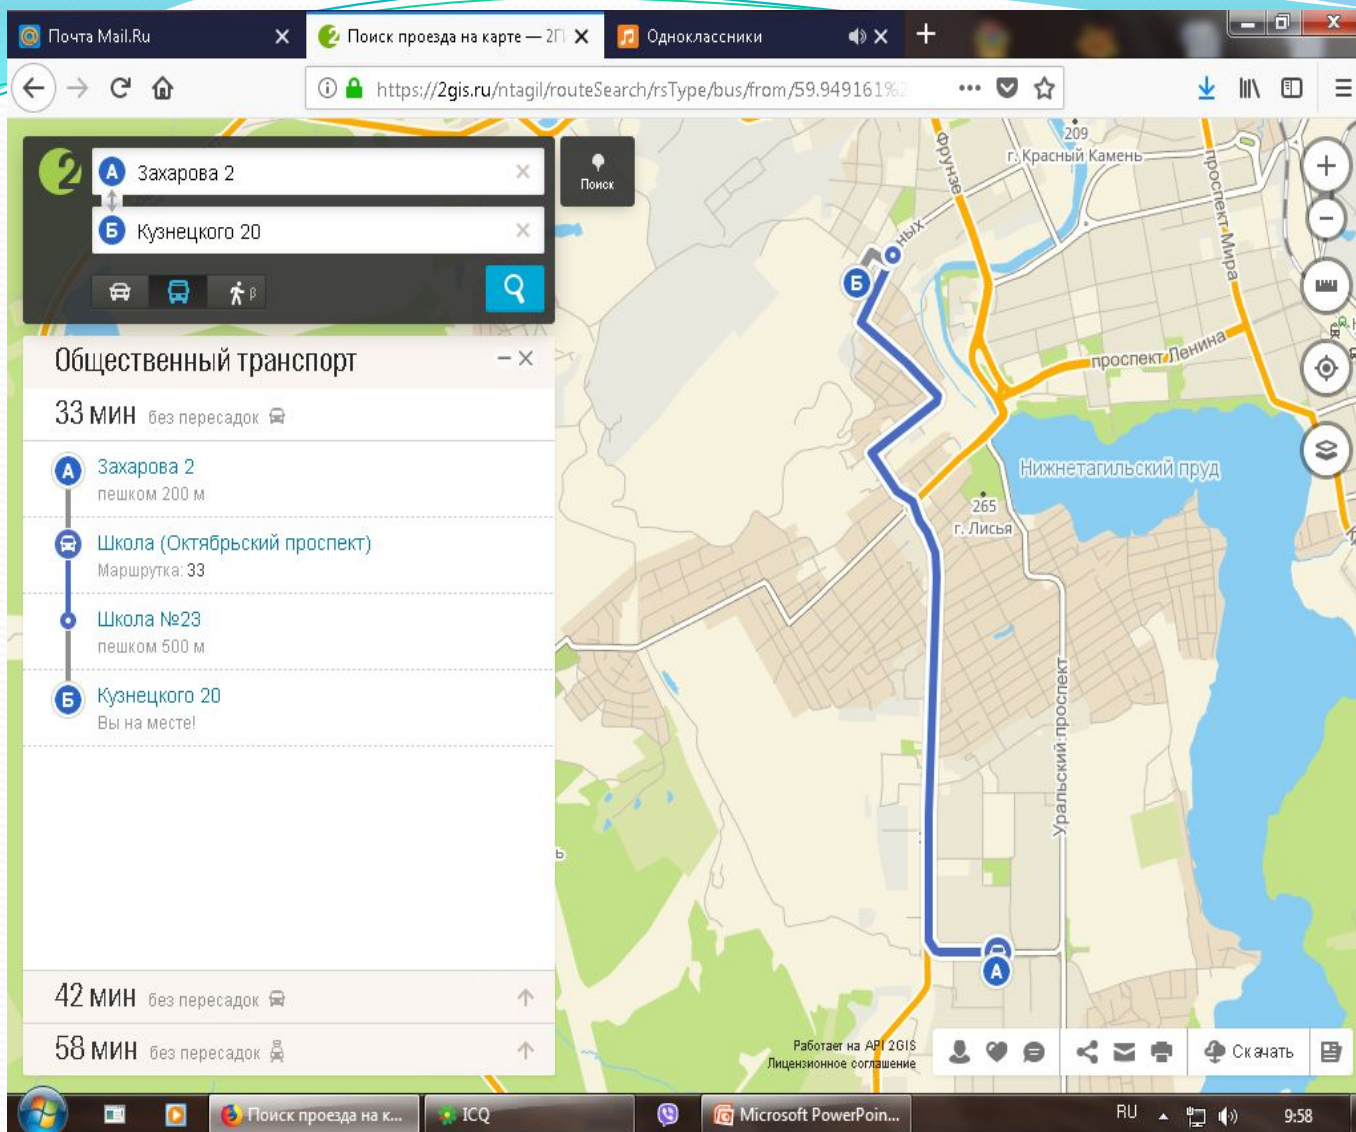 Почта Mail.Ru
Поиск проезда на карте — 2Г
Одноклассники
https://2gis.ru/ntagil/routeSearch/rsType/bus/from/59.949161%2
А Захарова 2
Б Кузнецкого 20
β
Поиск
Общественный транспорт
33 мин без пересадок
А Захарова 2
пешком 200 м
Школа (Октябрьский проспект)
Маршрутка: 33
Школа №23
пешком 500 м
Б Кузнецкого 20
Вы на месте!
42 мин без пересадок
58 мин без пересадок
209
г. Красный Камень
Фрунзе
проспект Мира
ных
Б
проспект Ленина
Нижнетагильский пруд
265
г. Лисья
Уральский проспект
ь
А
Работает на API 2GIS
Лицензионное соглашение
Скачать
Поиск проезда на к...
ICQ
Microsoft PowerPoin...
RU
9:58